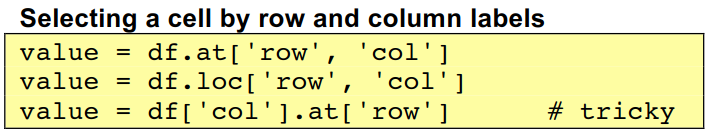 Selecting a cell by row and column labels
value = df.at['row', 'col']
value = df.loc['row', 'col']
value = df['col'].at['row']      # tricky